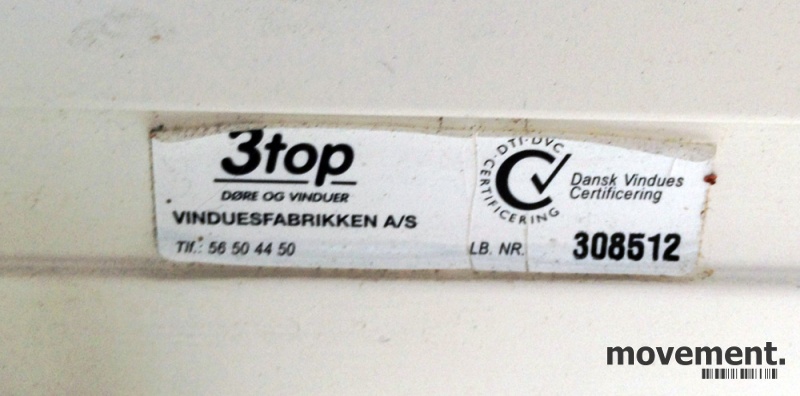 3top
DØRE OG VINDUER
VINDUESFABRIKKEN A/S
Tlf.: 56 50 44 50
DTI-DVC
CERTIFICERING
Dansk Vindues
Certificering
LB. NR. 308512
movement.